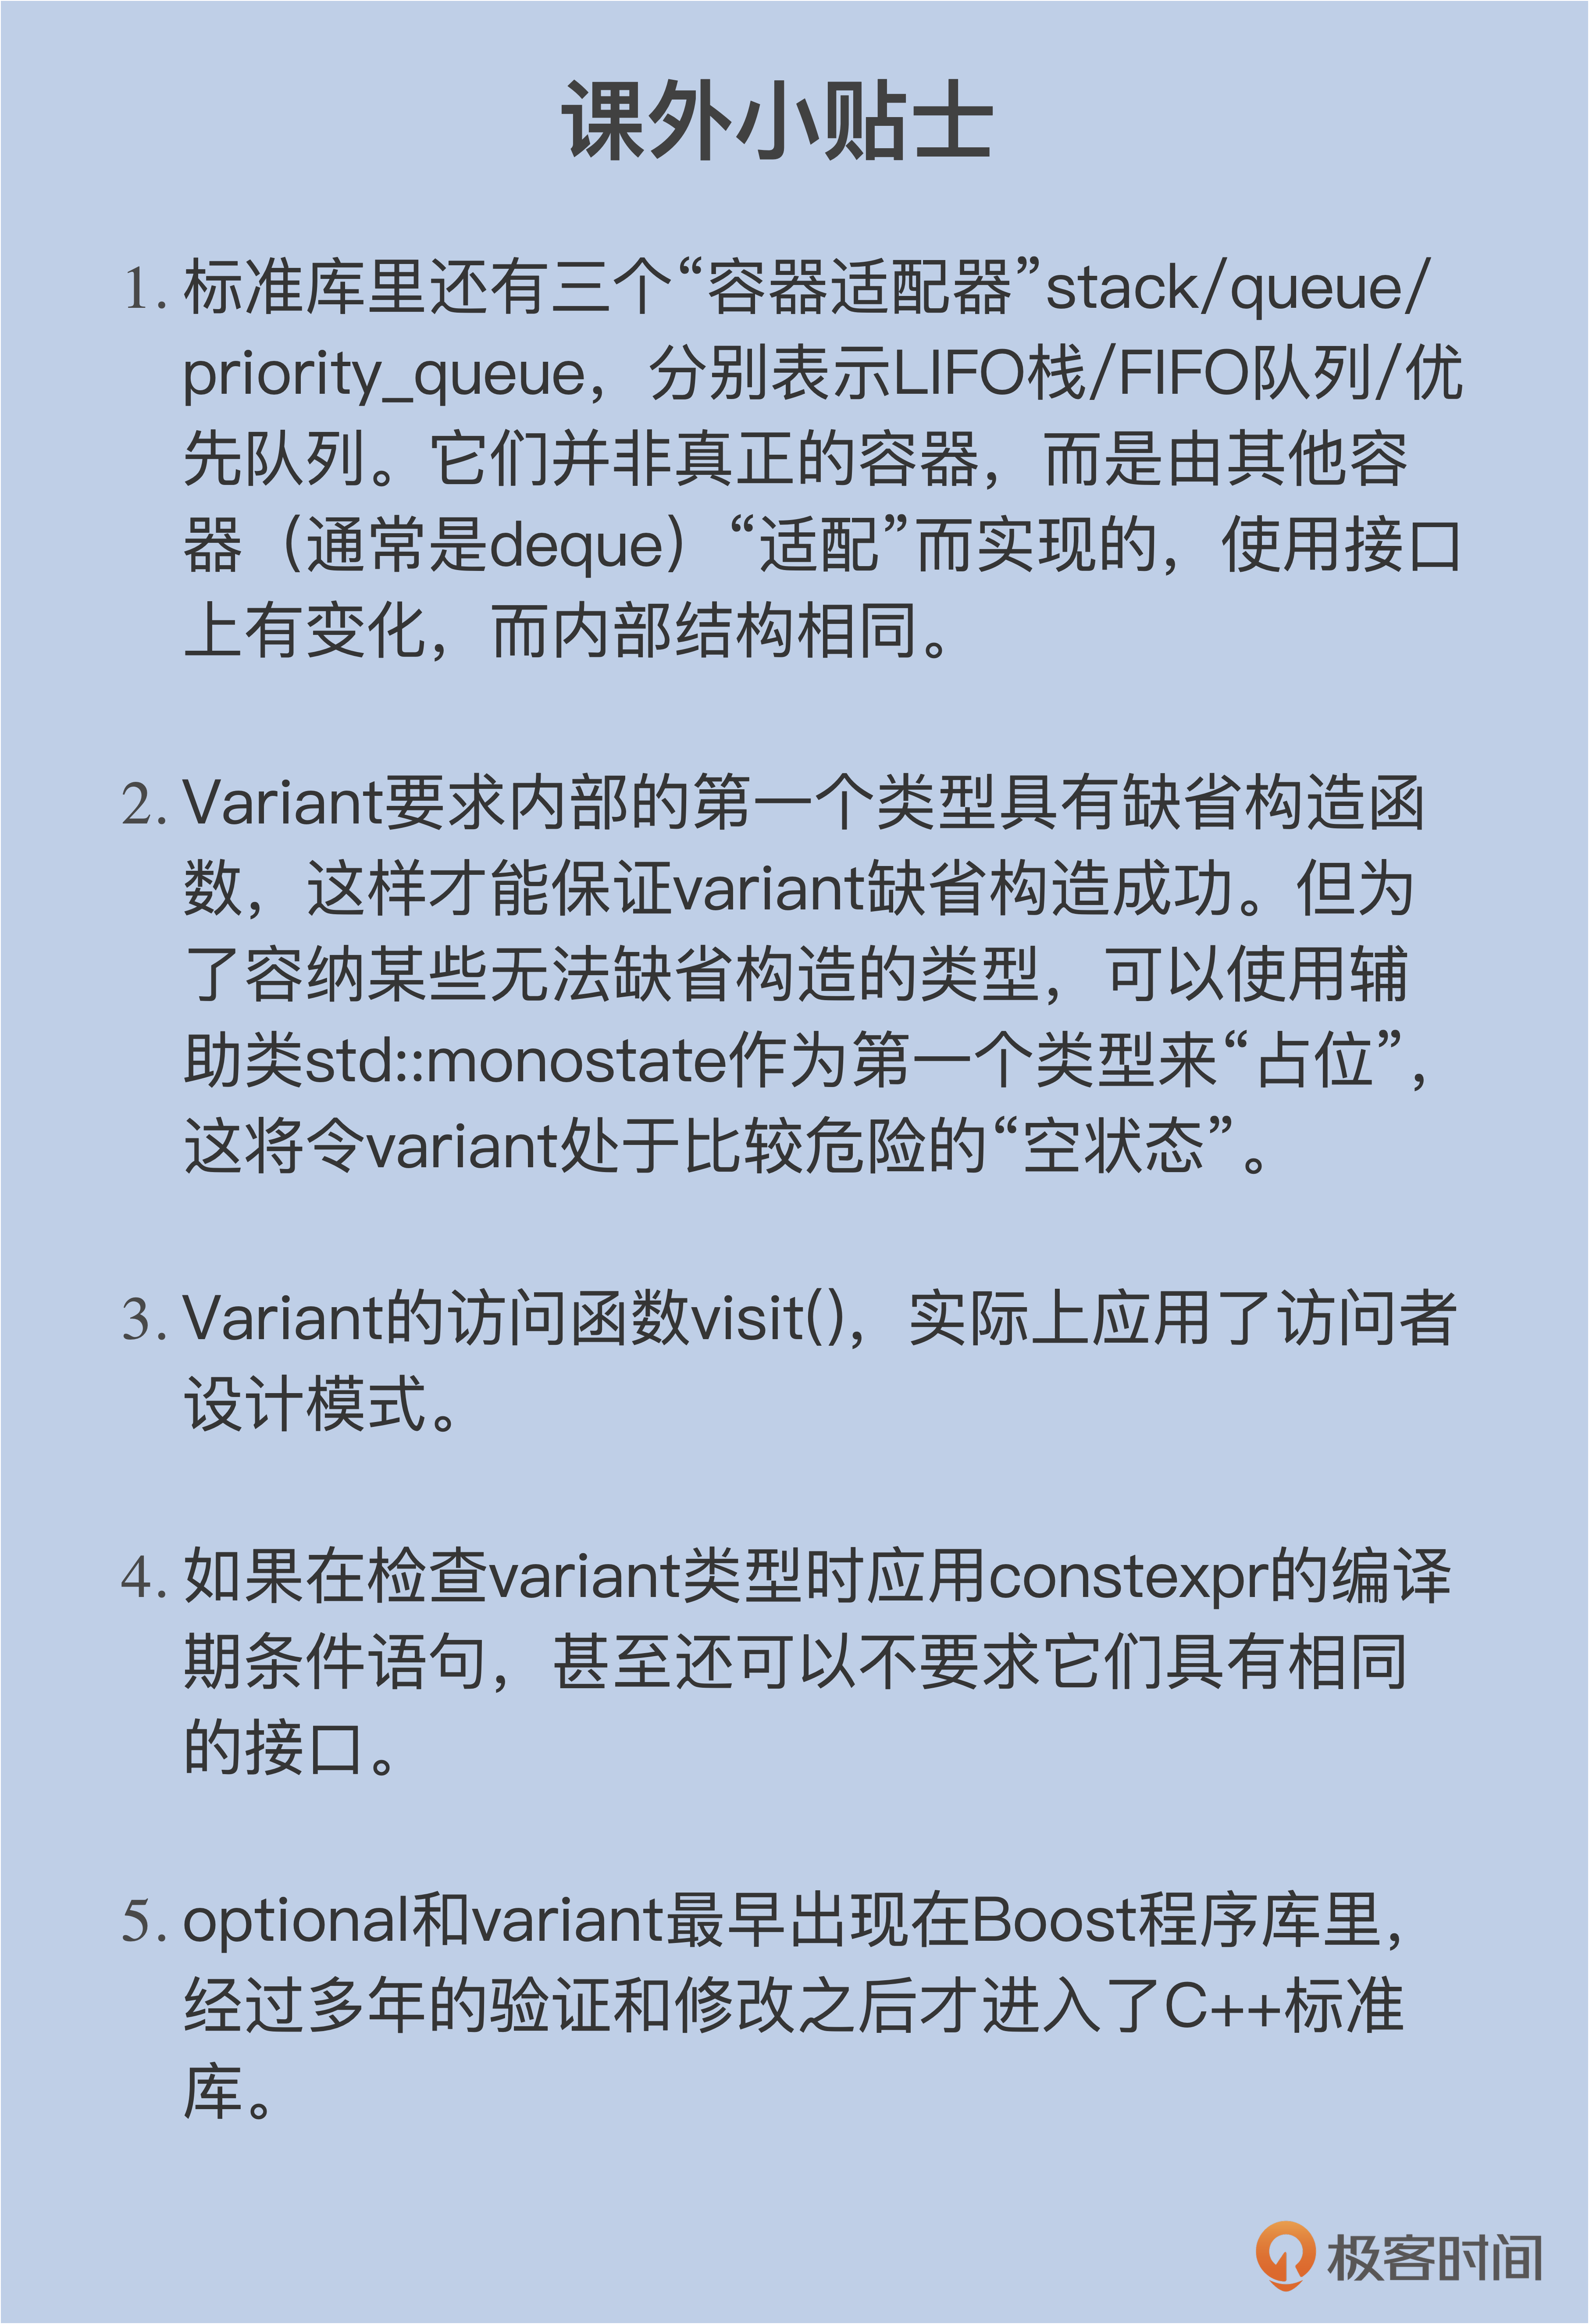 课外小贴士
1. 标准库里还有三个“容器适配器”stack/queue/
priority_queue，分别表示LIFO栈/FIFO队列/优
先队列。它们并非真正的容器，而是由其他容
器（通常是deque）“适配”而实现的，使用接口
上有变化，而内部结构相同。
2. Variant要求内部的第一个类型具有缺省构造函
数，这样才能保证variant缺省构造成功。但为
了容纳某些无法缺省构造的类型，可以使用辅
助类std::monostate作为第一个类型来“占位”，
这将令variant处于比较危险的“空状态”。
3. Variant的访问函数visit()，实际上应用了访问者
设计模式。
4. 如果在检查variant类型时应用constexpr的编译
期条件语句，甚至还可以不要求它们具有相同
的接口。
5. optional和variant最早出现在Boost程序库里，
经过多年的验证和修改之后才进入了C++标准
库。
极客时间